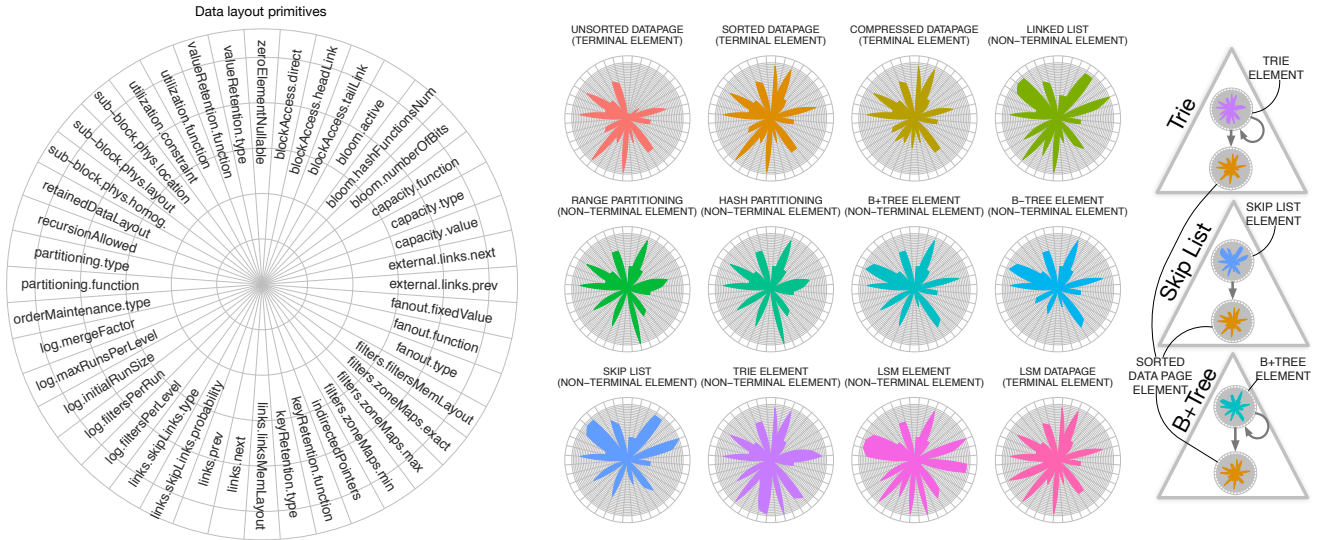 Data layout primitives
zeroElementNullable
blockAccess.direct
blockAccess.headLink
blockAccess.tailLink
bloom.active
bloom.hashFunctionsNum
bloom.numberOfBits
capacity.function
capacity.type
capacity.value
external.links.next
external.links.prev
fanout.fixedValue
fanout.function
fanout.type
filters.filtersMemLayout
filters.zoneMaps.exact
filters.zoneMaps.max
filters.zoneMaps.min
indirectedPointers
keyRetention.function
keyRetention.type
links.linksMemLayout
links.next
links.prev
links.skipLinks.probability
links.skipLinks.type
log.filtersPerLevel
log.filtersPerRun
log.initialRunSize
log.maxRunsPerLevel
log.mergeFactor
orderMaintenance.type
partitioning.function
partitioning.type
recursionAllowed
retainedDataLayout
sub−block.phys.homog.
sub−block.phys.layout
sub−block.phys.location
utilization.constraint
utilization.function
valueRetention.function
valueRetention.type
UNSORTED DATAPAGE
(TERMINAL ELEMENT)
SORTED DATAPAGE
(TERMINAL ELEMENT)
COMPRESSED DATAPAGE
(TERMINAL ELEMENT)
LINKED LIST
(NON−TERMINAL ELEMENT)
RANGE PARTITIONING
(NON−TERMINAL ELEMENT)
HASH PARTITIONING
(NON−TERMINAL ELEMENT)
B+TREE ELEMENT
(NON−TERMINAL ELEMENT)
B−TREE ELEMENT
(NON−TERMINAL ELEMENT)
SKIP LIST
(NON−TERMINAL ELEMENT)
TRIE ELEMENT
(NON−TERMINAL ELEMENT)
LSM ELEMENT
(NON−TERMINAL ELEMENT)
LSM DATAPAGE
(TERMINAL ELEMENT)
Trie
TRIE
ELEMENT
Skip List
SKIP LIST
ELEMENT
SORTED
DATA PAGE
ELEMENT
B+Tree
B+TREE
ELEMENT